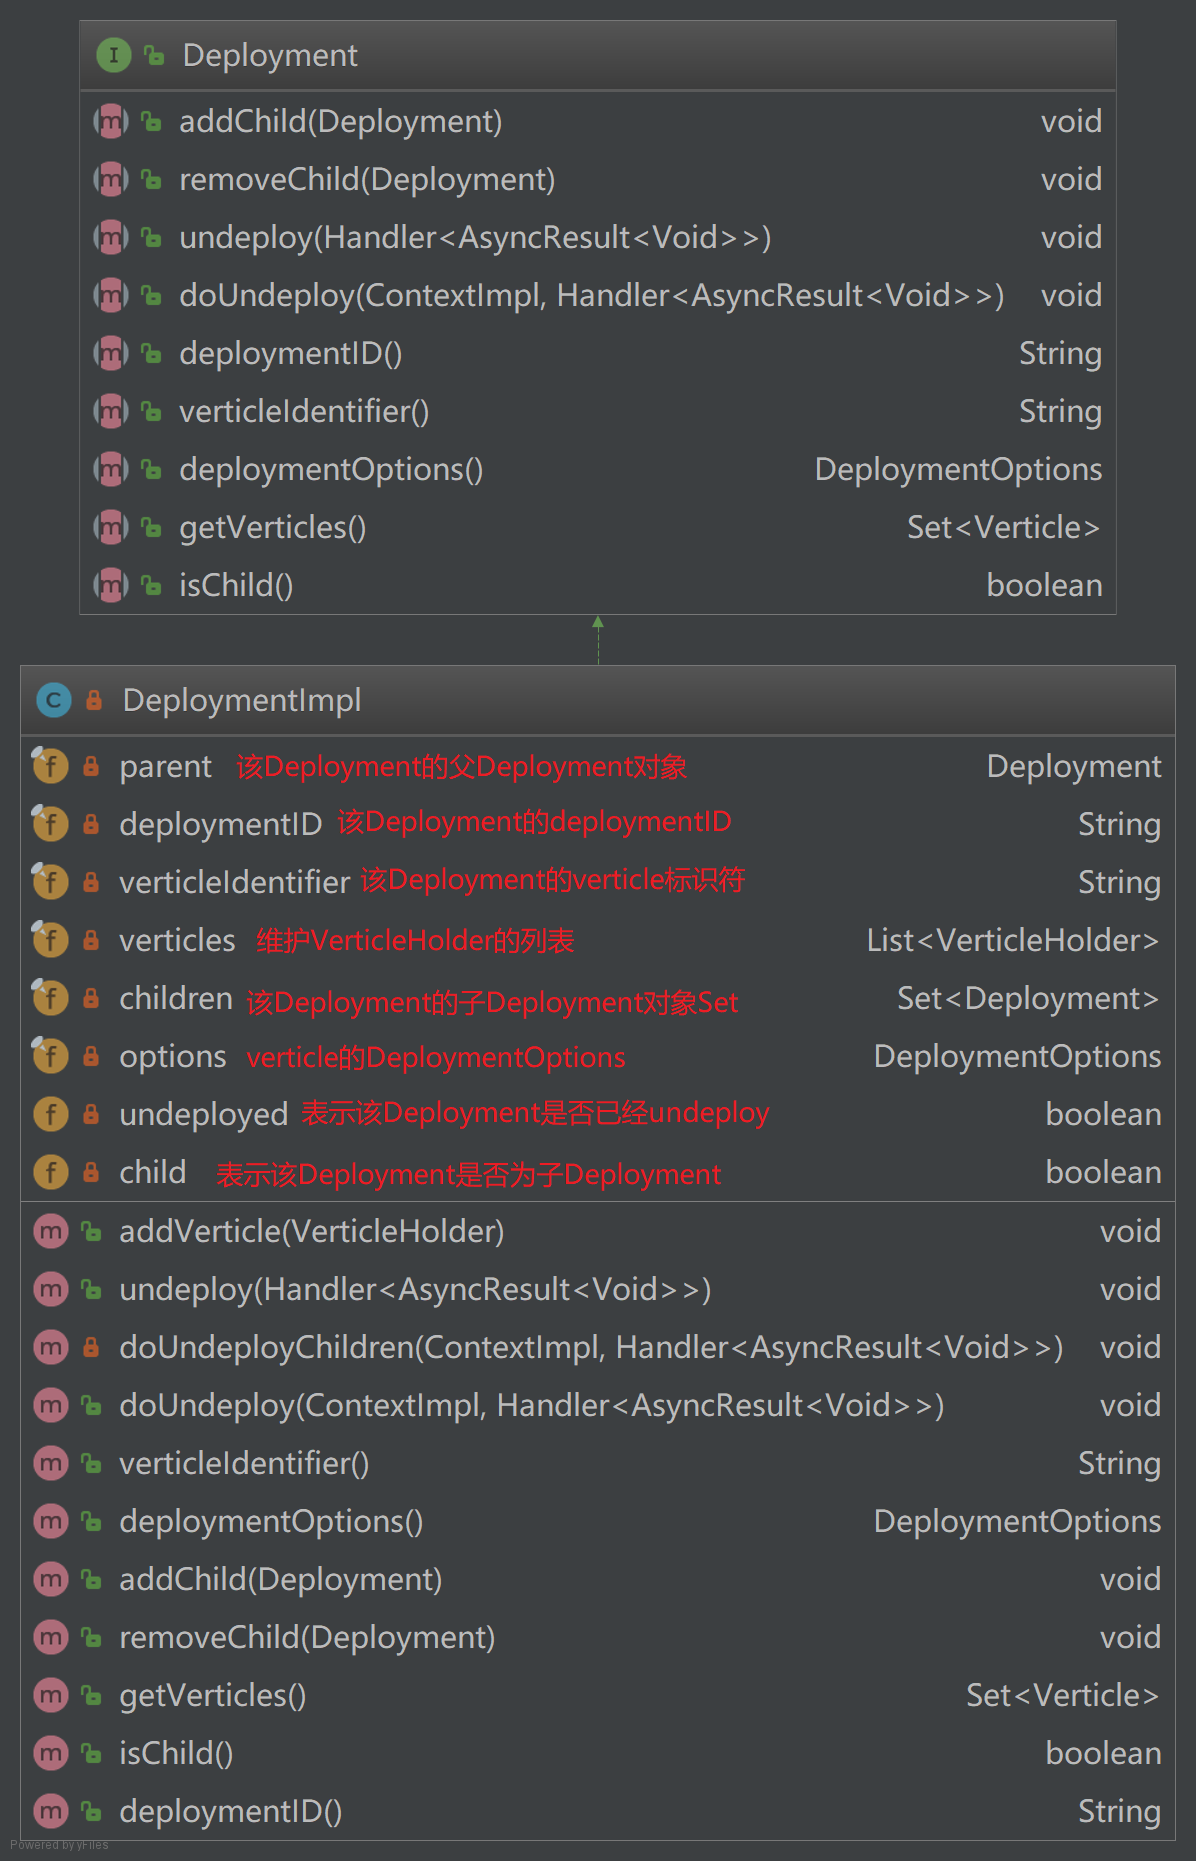 I Deployment
m addChild(Deployment) void
m removeChild(Deployment) void
m undeploy(Handler<AsyncResult<Void>>) void
m doUndeploy(ContextImpl, Handler<AsyncResult<Void>>) void
m deploymentID() String
m verticleIdentifier() String
m deploymentOptions() DeploymentOptions
m getVerticles() Set<Verticle>
m isChild() boolean
C DeploymentImpl
f parent 该Deployment的父Deployment对象 Deployment
f deploymentID 该Deployment的deploymentID String
f verticleIdentifier 该Deployment的verticle标识符 String
f verticles 维护VerticleHolder的列表 List<VerticleHolder>
f children 该Deployment的子Deployment对象Set Set<Deployment>
f options verticle的DeploymentOptions DeploymentOptions
f undeployed 表示该Deployment是否已经undeploy boolean
f child 表示该Deployment是否为子Deployment boolean
m addVerticle(VerticleHolder) void
m undeploy(Handler<AsyncResult<Void>>) void
m doUndeployChildren(ContextImpl, Handler<AsyncResult<Void>>) void
m doUndeploy(ContextImpl, Handler<AsyncResult<Void>>) void
m verticleIdentifier() String
m deploymentOptions() DeploymentOptions
m addChild(Deployment) void
m removeChild(Deployment) void
m getVerticles() Set<Verticle>
m isChild() boolean
m deploymentID() String
Powered by yFiles